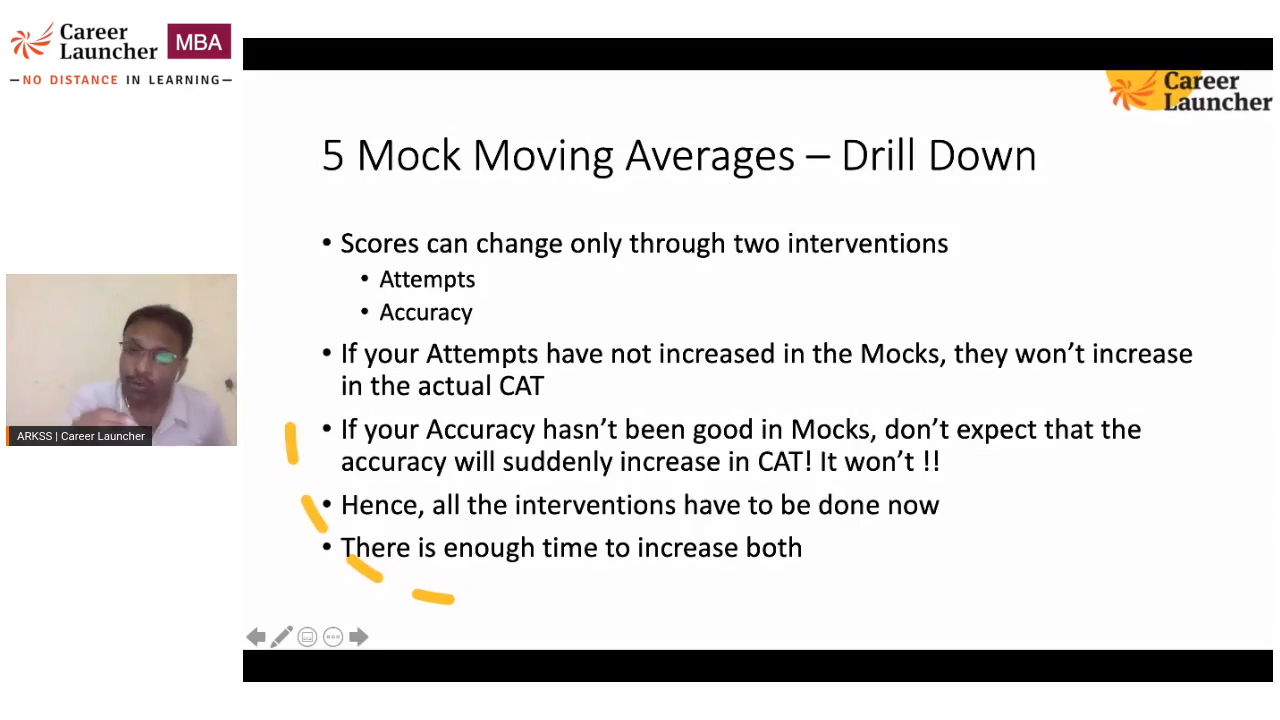 Career
Launcher
MBA
—NO DISTANCE IN LEARNING—
Career
Launcher
5 Mock Moving Averages – Drill Down
• Scores can change only through two interventions
• Attempts
• Accuracy
• If your Attempts have not increased in the Mocks, they won’t increase
in the actual CAT
• If your Accuracy hasn’t been good in Mocks, don’t expect that the
accuracy will suddenly increase in CAT! It won’t !!
• Hence, all the interventions have to be done now
• There is enough time to increase both
ARKSS | Career Launcher